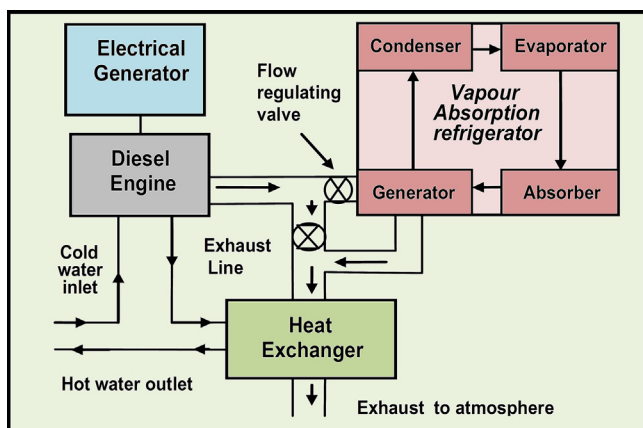 Electrical
Generator
Condenser
Evaporator
Flow
regulating
valve
Vapour
Absorption
refrigerator
Diesel
Engine
Generator
Absorber
Cold
water
inlet
Exhaust
Line
Heat
Exchanger
Hot water outlet
Exhaust to atmosphere